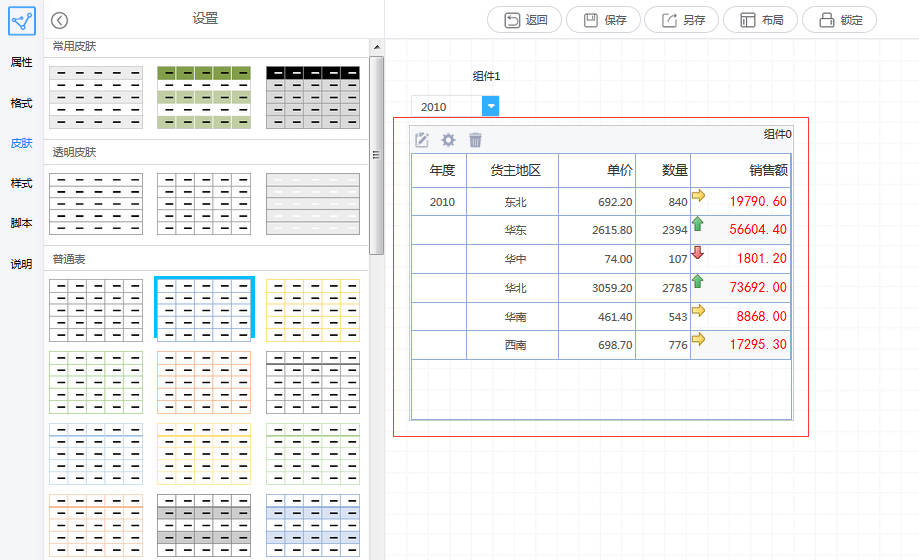 设置
返回
保存
另存
布局
锁定
属性
格式
皮肤
样式
脚本
说明
常用皮肤
透明皮肤
普通表
组件1
2010
组件0
年度 货主地区 单价 数量 销售额
2010 东北 692.20 840 19790.60
华东 2615.80 2394 56604.40
华中 74.00 107 1801.20
华北 3059.20 2785 73692.00
华南 461.40 543 8868.00
西南 698.70 776 17295.30